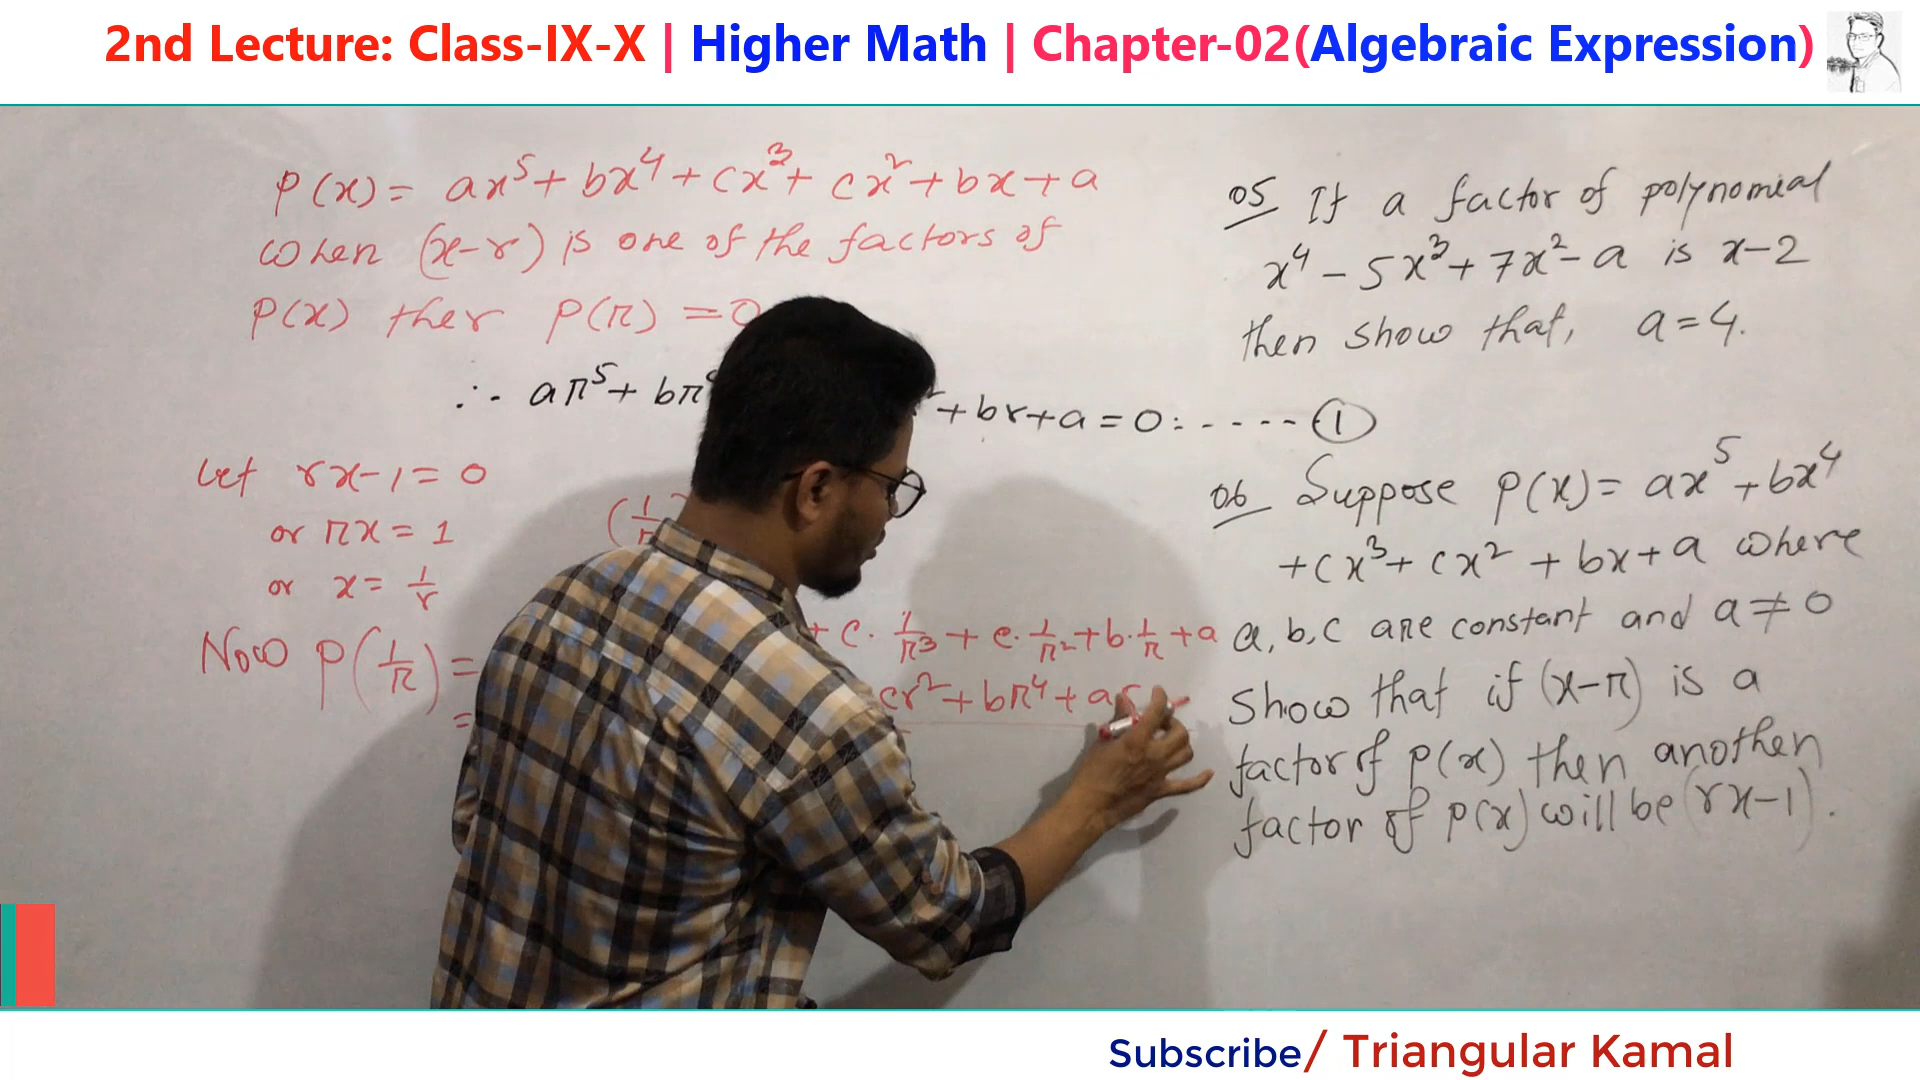 2nd Lecture: Class-IX-X | Higher Math | Chapter-02(Algebraic Expression)
P(x) = ax⁵ + bx⁴ + cx³ + cx² + bx + a
when (x-r) is one of the factors of
P(x) then P(r) = 0
∴ ar⁵ + br⁴ + br + a = 0 ----- ①
Let rx-1 = 0
or rx = 1
or x = 1/r
Now P(1/r) =
+ c. 1/r³ + c. 1/r² + b. 1/r + a
=
cr² + br⁴ + ar
05 If a factor of polynomial
x⁴ - 5x³ + 7x² - a is x-2
then show that, a = 4.
06 Suppose P(x) = ax⁵ + bx⁴
+ cx³ + cx² + bx + a where
a, b, c are constant and a ≠ 0
Show that if (x-r) is a
factor of P(x) then another
factor of P(x) will be (rx-1).
Subscribe/ Triangular Kamal